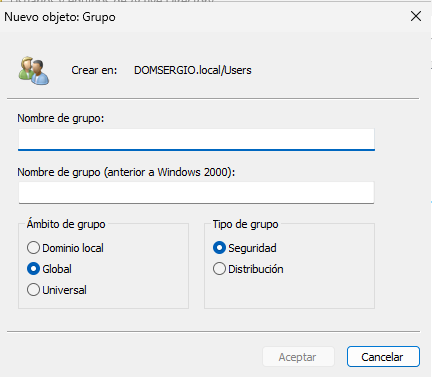 Nuevo objeto: Grupo
Crear en: DOMSERGIO.local/Users
Nombre de grupo:
Nombre de grupo (anterior a Windows 2000):
Ámbito de grupo
Dominio local
Global
Universal
Tipo de grupo
Seguridad
Distribución
Aceptar
Cancelar